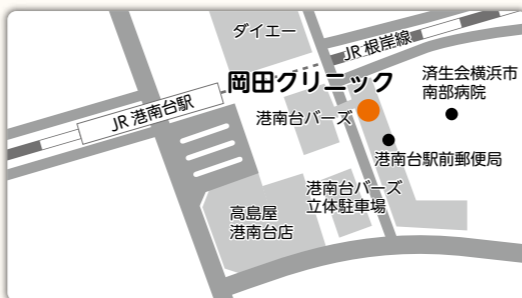 ダイエー
JR 根岸線
岡田クリニック
済生会横浜市
南部病院
JR 港南台駅
港南台バーズ
港南台駅前郵便局
港南台バーズ
立体駐車場
高島屋
港南台店